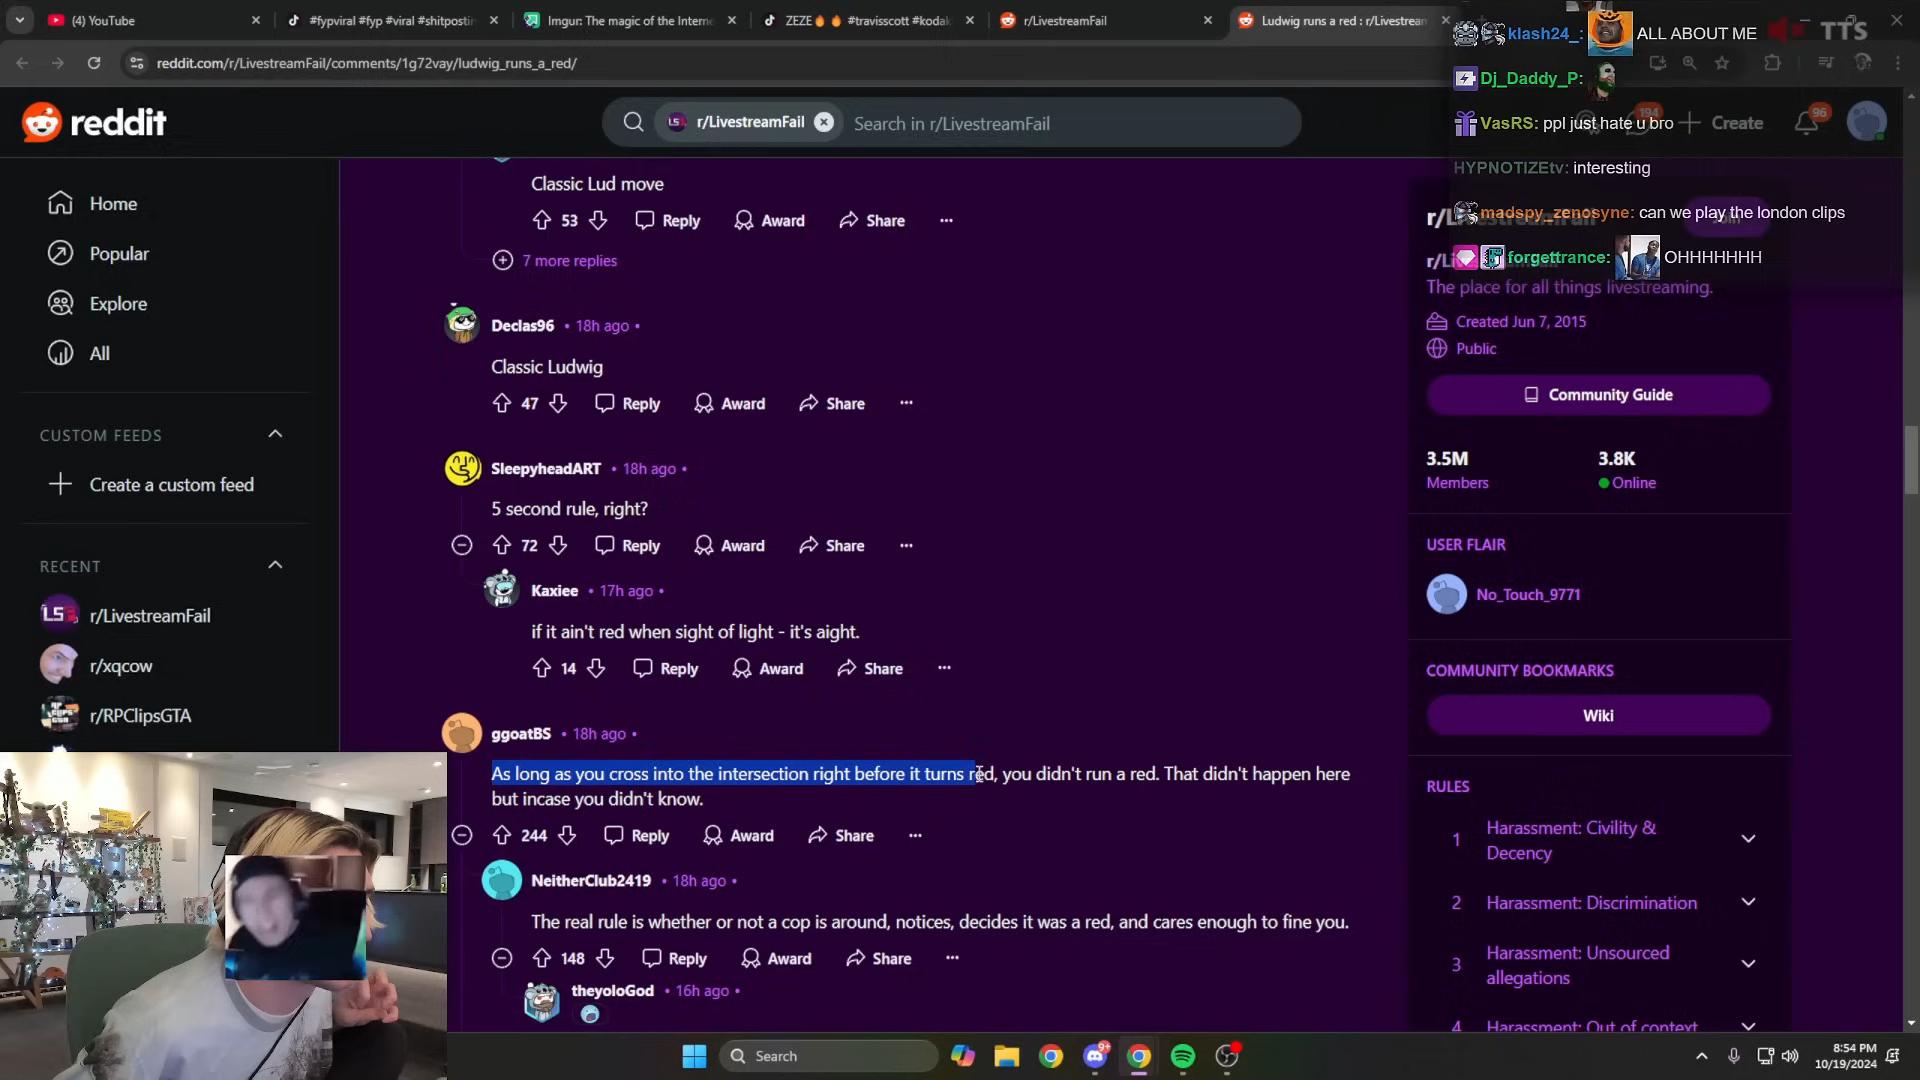 (4) YouTube
#fypviral #fyp #viral #shitpostin
Imgur: The magic of the Interne
ZEZE🔥🔥 #travisscott #kodak
r/LivestreamFail
Ludwig runs a red : r/Livestream
reddit.com/r/LivestreamFail/comments/1g72vay/ludwig_runs_a_red/
klash24_: ALL ABOUT ME
TTS
Dj_Daddy_P:
VasRS: ppl just hate u bro
HYPNOTIZEtv: interesting
madspy_zenosyne: can we play the london clips
forgettrance: OHHHHHHH
reddit
r/LivestreamFail
Search in r/LivestreamFail
194
Create
96
Home
Popular
Explore
All
CUSTOM FEEDS
Create a custom feed
RECENT
LSF
r/LivestreamFail
r/xqcow
r/RPClipsGTA
Classic Lud move
53 Reply Award Share
7 more replies
Declas96 • 18h ago •
Classic Ludwig
47 Reply Award Share
SleepyheadART • 18h ago •
5 second rule, right?
72 Reply Award Share
Kaxiee • 17h ago •
if it ain't red when sight of light - it's aight.
14 Reply Award Share
ggoatBS • 18h ago •
As long as you cross into the intersection right before it turns red, you didn't run a red. That didn't happen here
but incase you didn't know.
244 Reply Award Share
NeitherClub2419 • 18h ago •
The real rule is whether or not a cop is around, notices, decides it was a red, and cares enough to fine you.
148 Reply Award Share
theyoloGod • 16h ago •
The place for all things livestreaming.
Created Jun 7, 2015
Public
Community Guide
3.5M 3.8K
Members Online
USER FLAIR
No_Touch_9771
COMMUNITY BOOKMARKS
Wiki
RULES
1 Harassment: Civility &
Decency
2 Harassment: Discrimination
3 Harassment: Unsourced
allegations
4 Harassment: Out of context
Search
9+
8:54 PM
10/19/2024